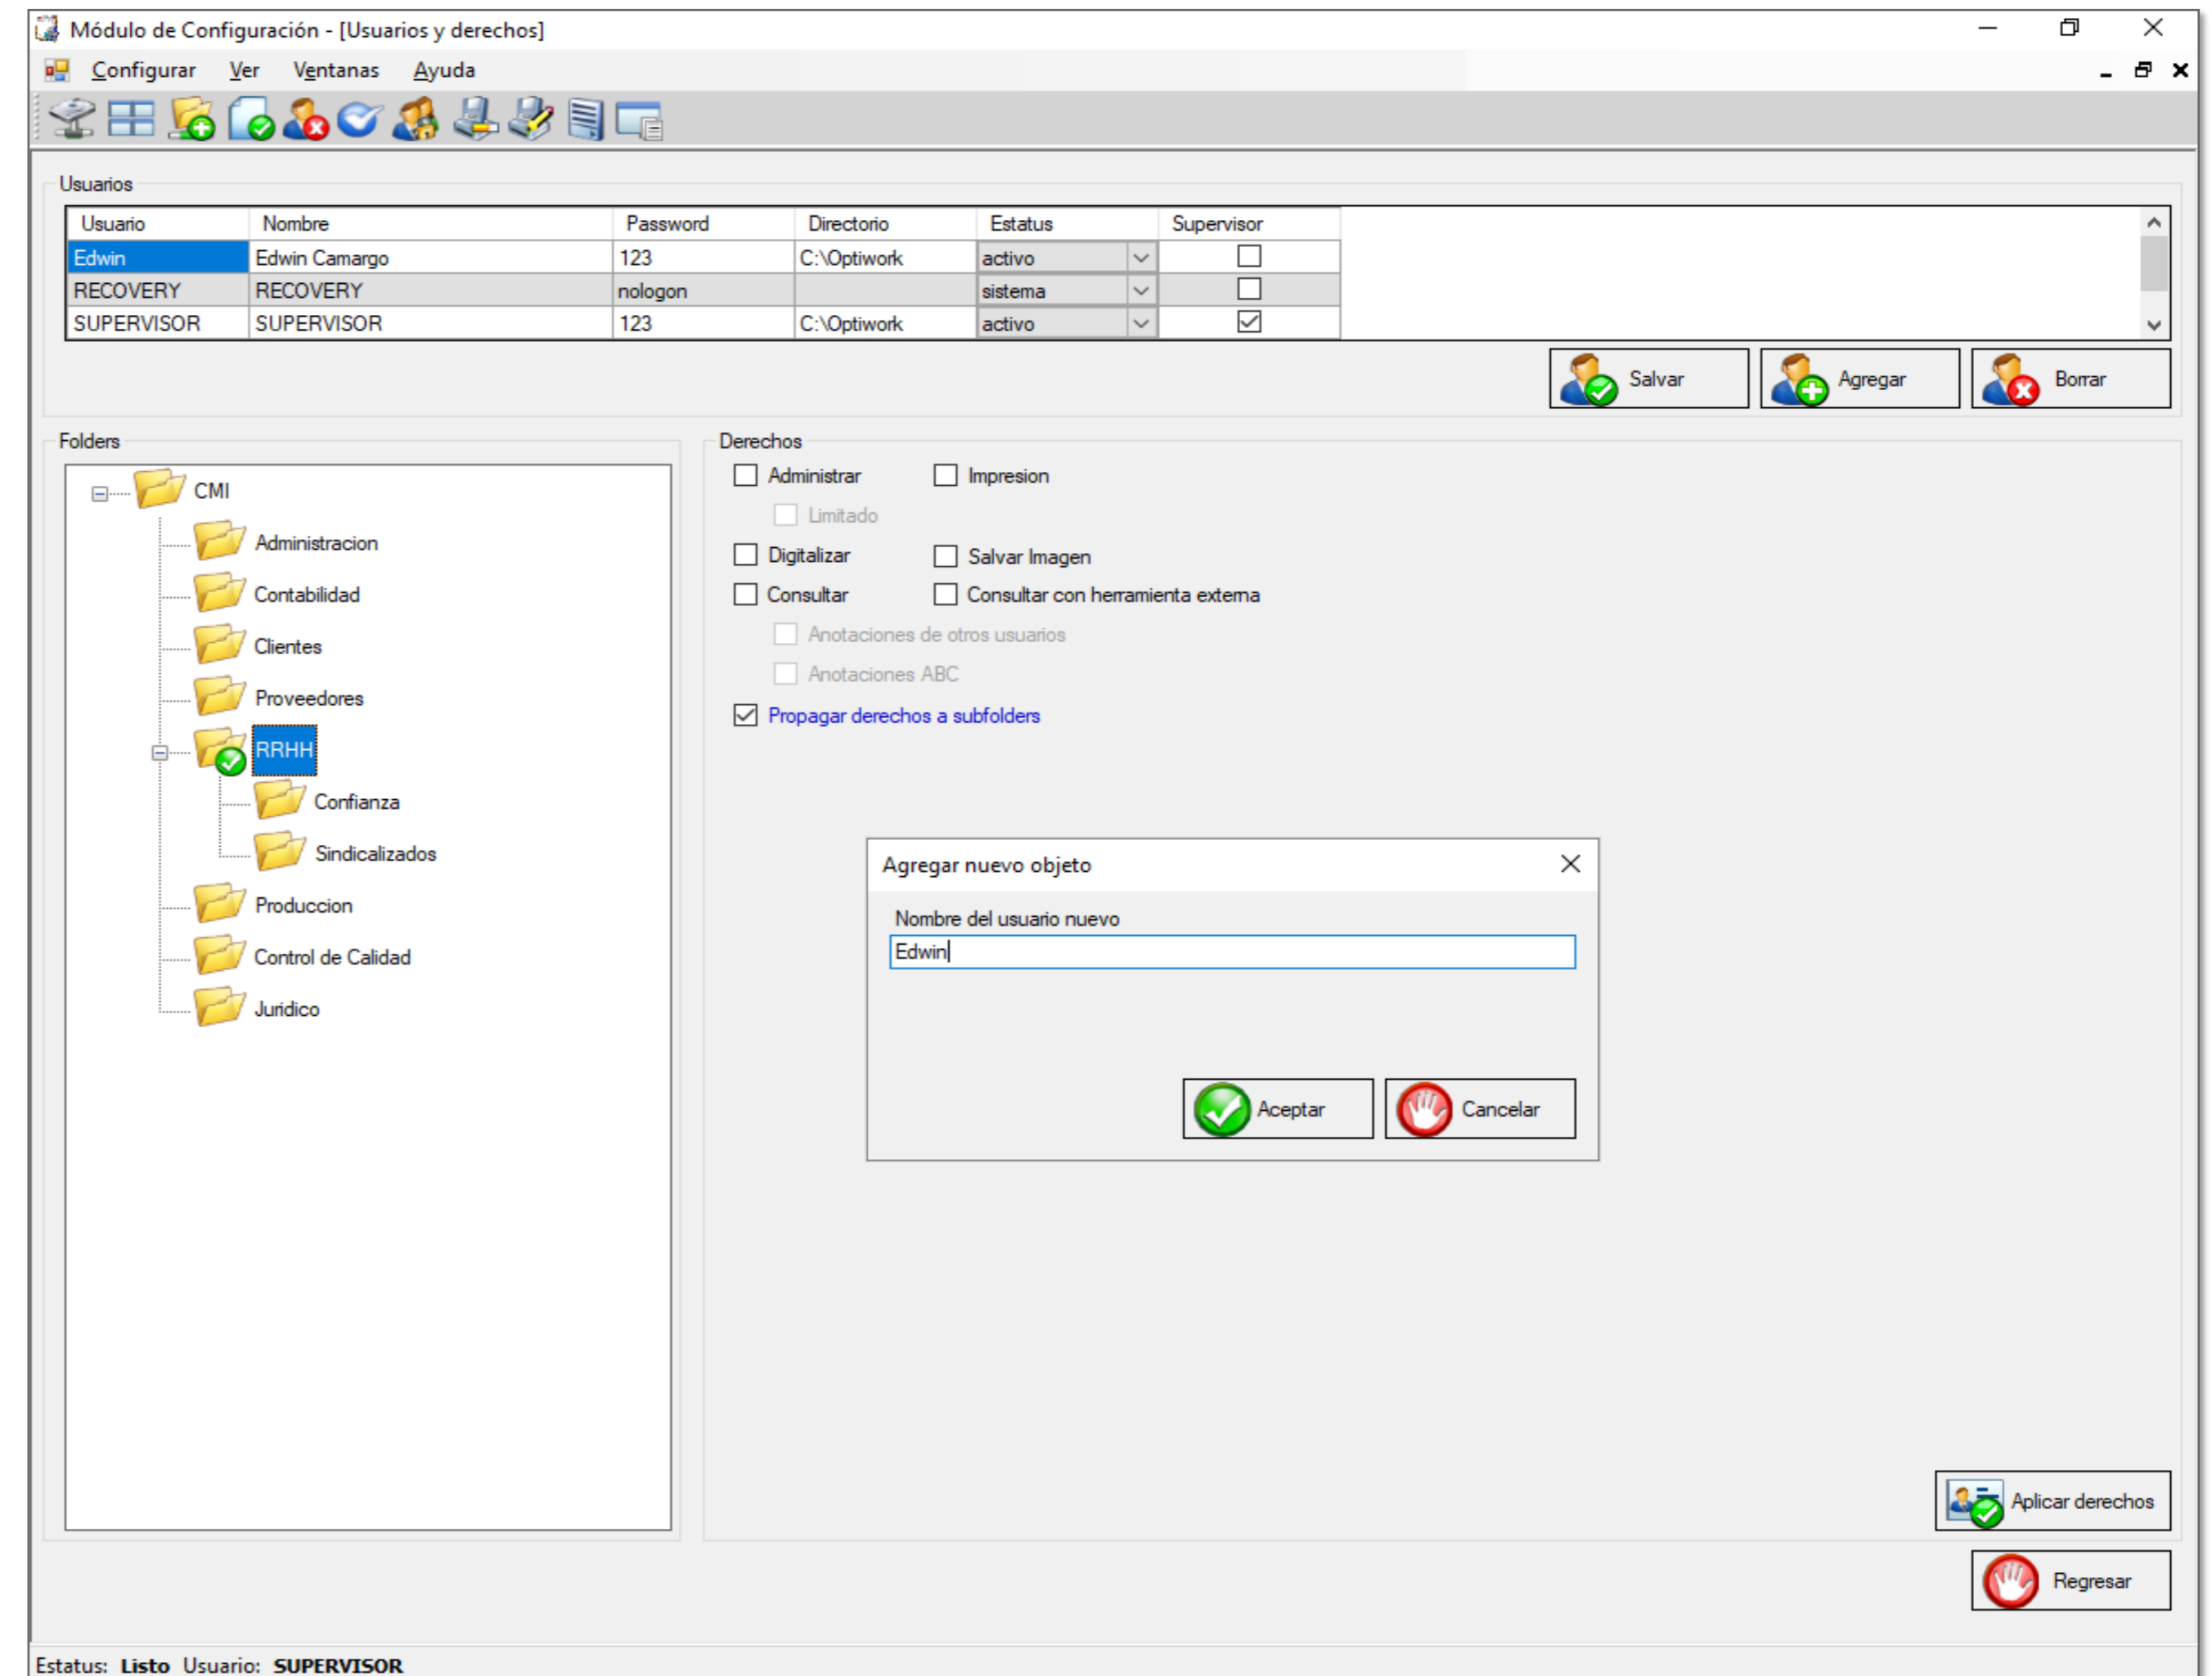 Módulo de Configuración - [Usuarios y derechos]
Configurar Ver Ventanas Ayuda
Usuarios
Usuario Nombre Password Directorio Estatus Supervisor
Edwin Edwin Camargo 123 C:\Optiwork activo
RECOVERY RECOVERY nologon sistema
SUPERVISOR SUPERVISOR 123 C:\Optiwork activo
Salvar Agregar Borrar
Folders
CMI
Administracion
Contabilidad
Clientes
Proveedores
RRHH
Confianza
Sindicalizados
Produccion
Control de Calidad
Juridico
Derechos
Administrar Impresion
Limitado
Digitalizar Salvar Imagen
Consultar Consultar con herramienta externa
Anotaciones de otros usuarios
Anotaciones ABC
Propagar derechos a subfolders
Agregar nuevo objeto
Nombre del usuario nuevo
Edwin
Aceptar Cancelar
Aplicar derechos
Regresar
Estatus: Listo Usuario: SUPERVISOR